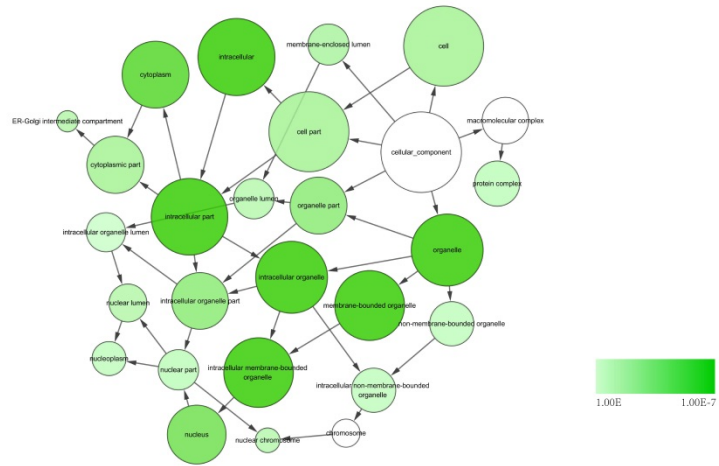 intracellular
membrane-enclosed lumen
cell
cytoplasm
ER-Golgi intermediate compartment
macromolecular complex
cell part
cellular_component
cytoplasmic part
protein complex
organelle lumen
organelle part
intracellular part
intracellular organelle lumen
organelle
intracellular organelle
nuclear lumen
intracellular organelle part
membrane-bounded organelle
non-membrane-bounded organelle
nucleoplasm
nuclear part
intracellular membrane-bounded
organelle
intracellular non-membrane-bounded
organelle
1.00E
1.00E-7
nucleus
nuclear chromosome
chromosome